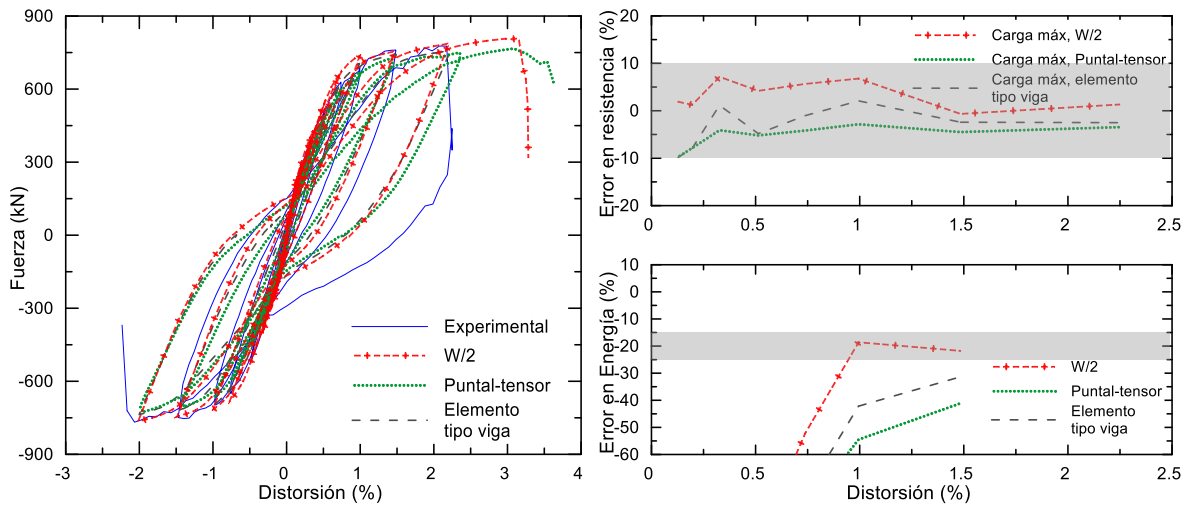 900
600
300
0
-300
-600
-900
-3
-2
-1
0
1
2
3
4
Fuerza (kN)
Distorsión (%)
Experimental
W/2
Puntal-tensor
Elemento
tipo viga
20
10
0
-10
-20
0
0.5
1
1.5
2
2.5
Error en resistencia (%)
Carga máx, W/2
Carga máx, Puntal-tensor
Carga máx, elemento
tipo viga
10
0
-10
-20
-30
-40
-50
-60
0
0.5
1
1.5
2
2.5
Error en Energía (%)
Distorsión (%)
W/2
Puntal-tensor
Elemento
tipo viga